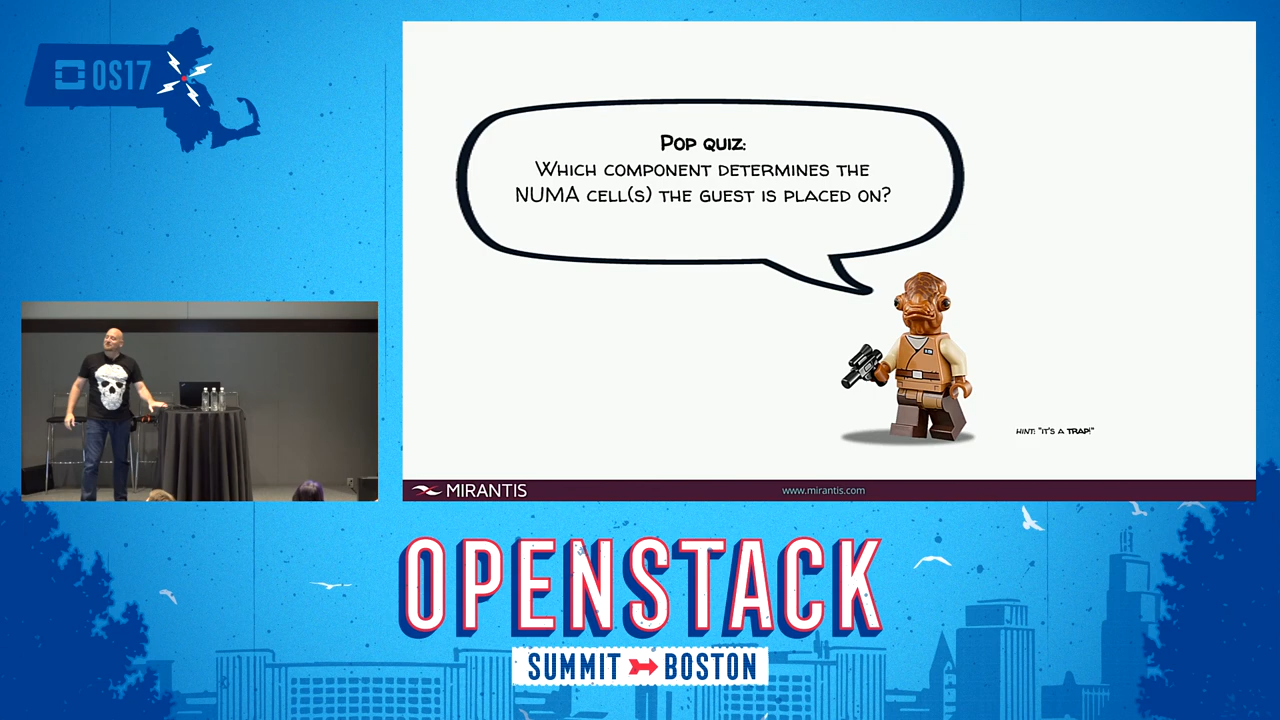 OS17
Pop quiz:
Which component determines the
NUMA cell(s) the guest is placed on?
Hint: "It's a trap!"
MIRANTIS
www.mirantis.com
OPENSTACK
SUMMIT BOSTON